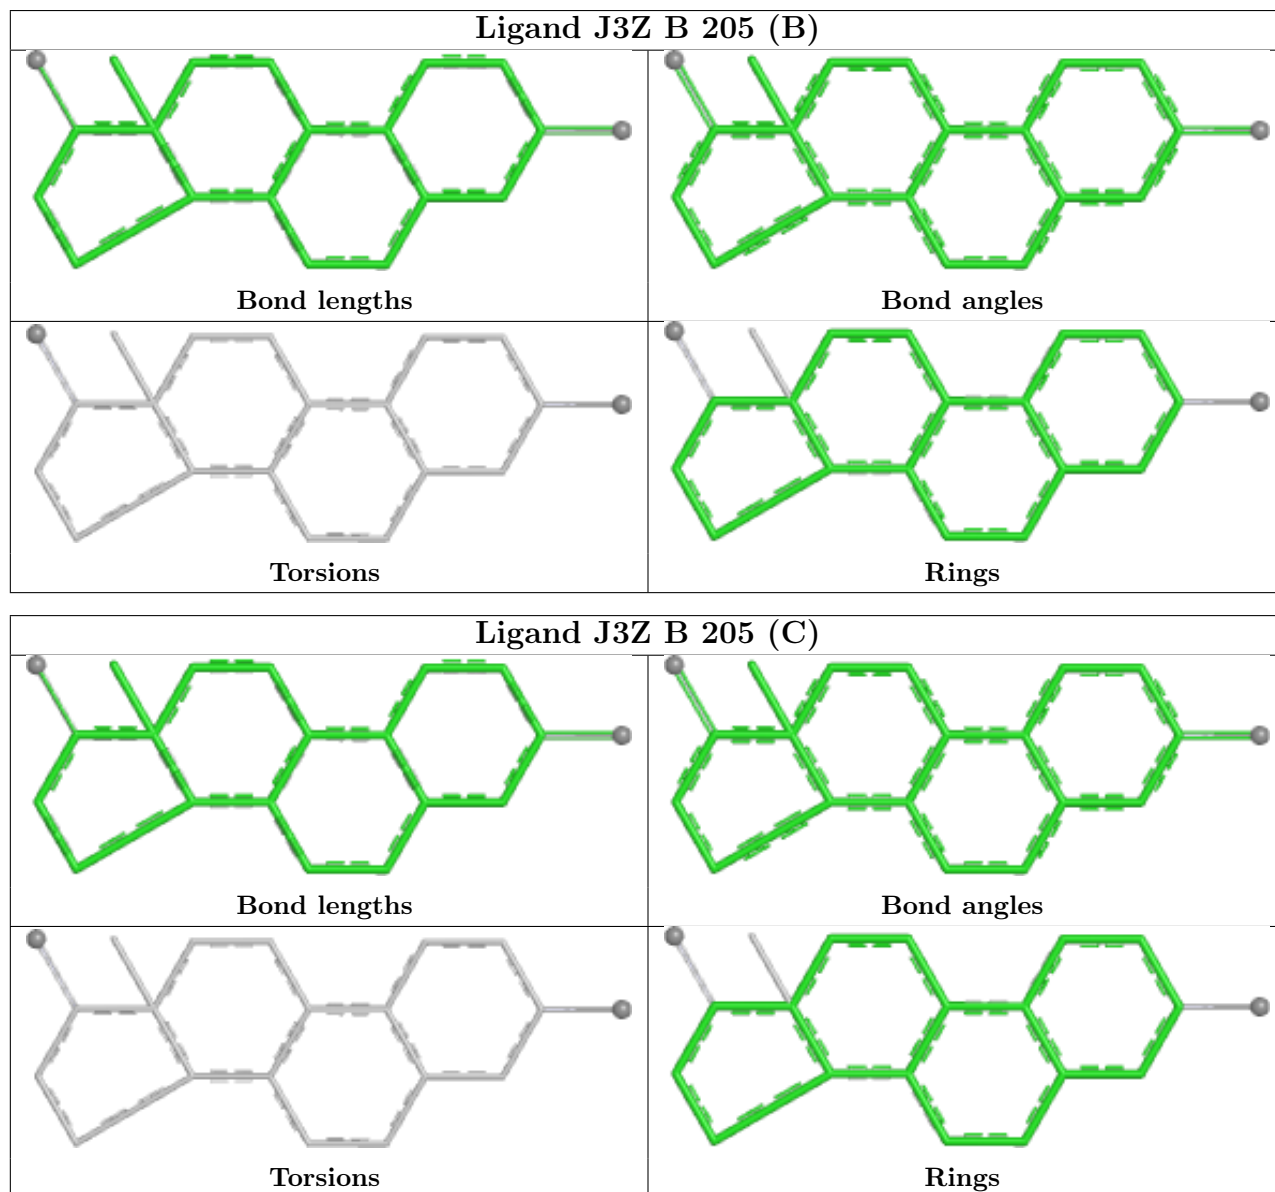 Ligand J3Z B 205 (B)
Bond lengths
Bond angles
Torsions
Rings
Ligand J3Z B 205 (C)
Bond lengths
Bond angles
Torsions
Rings